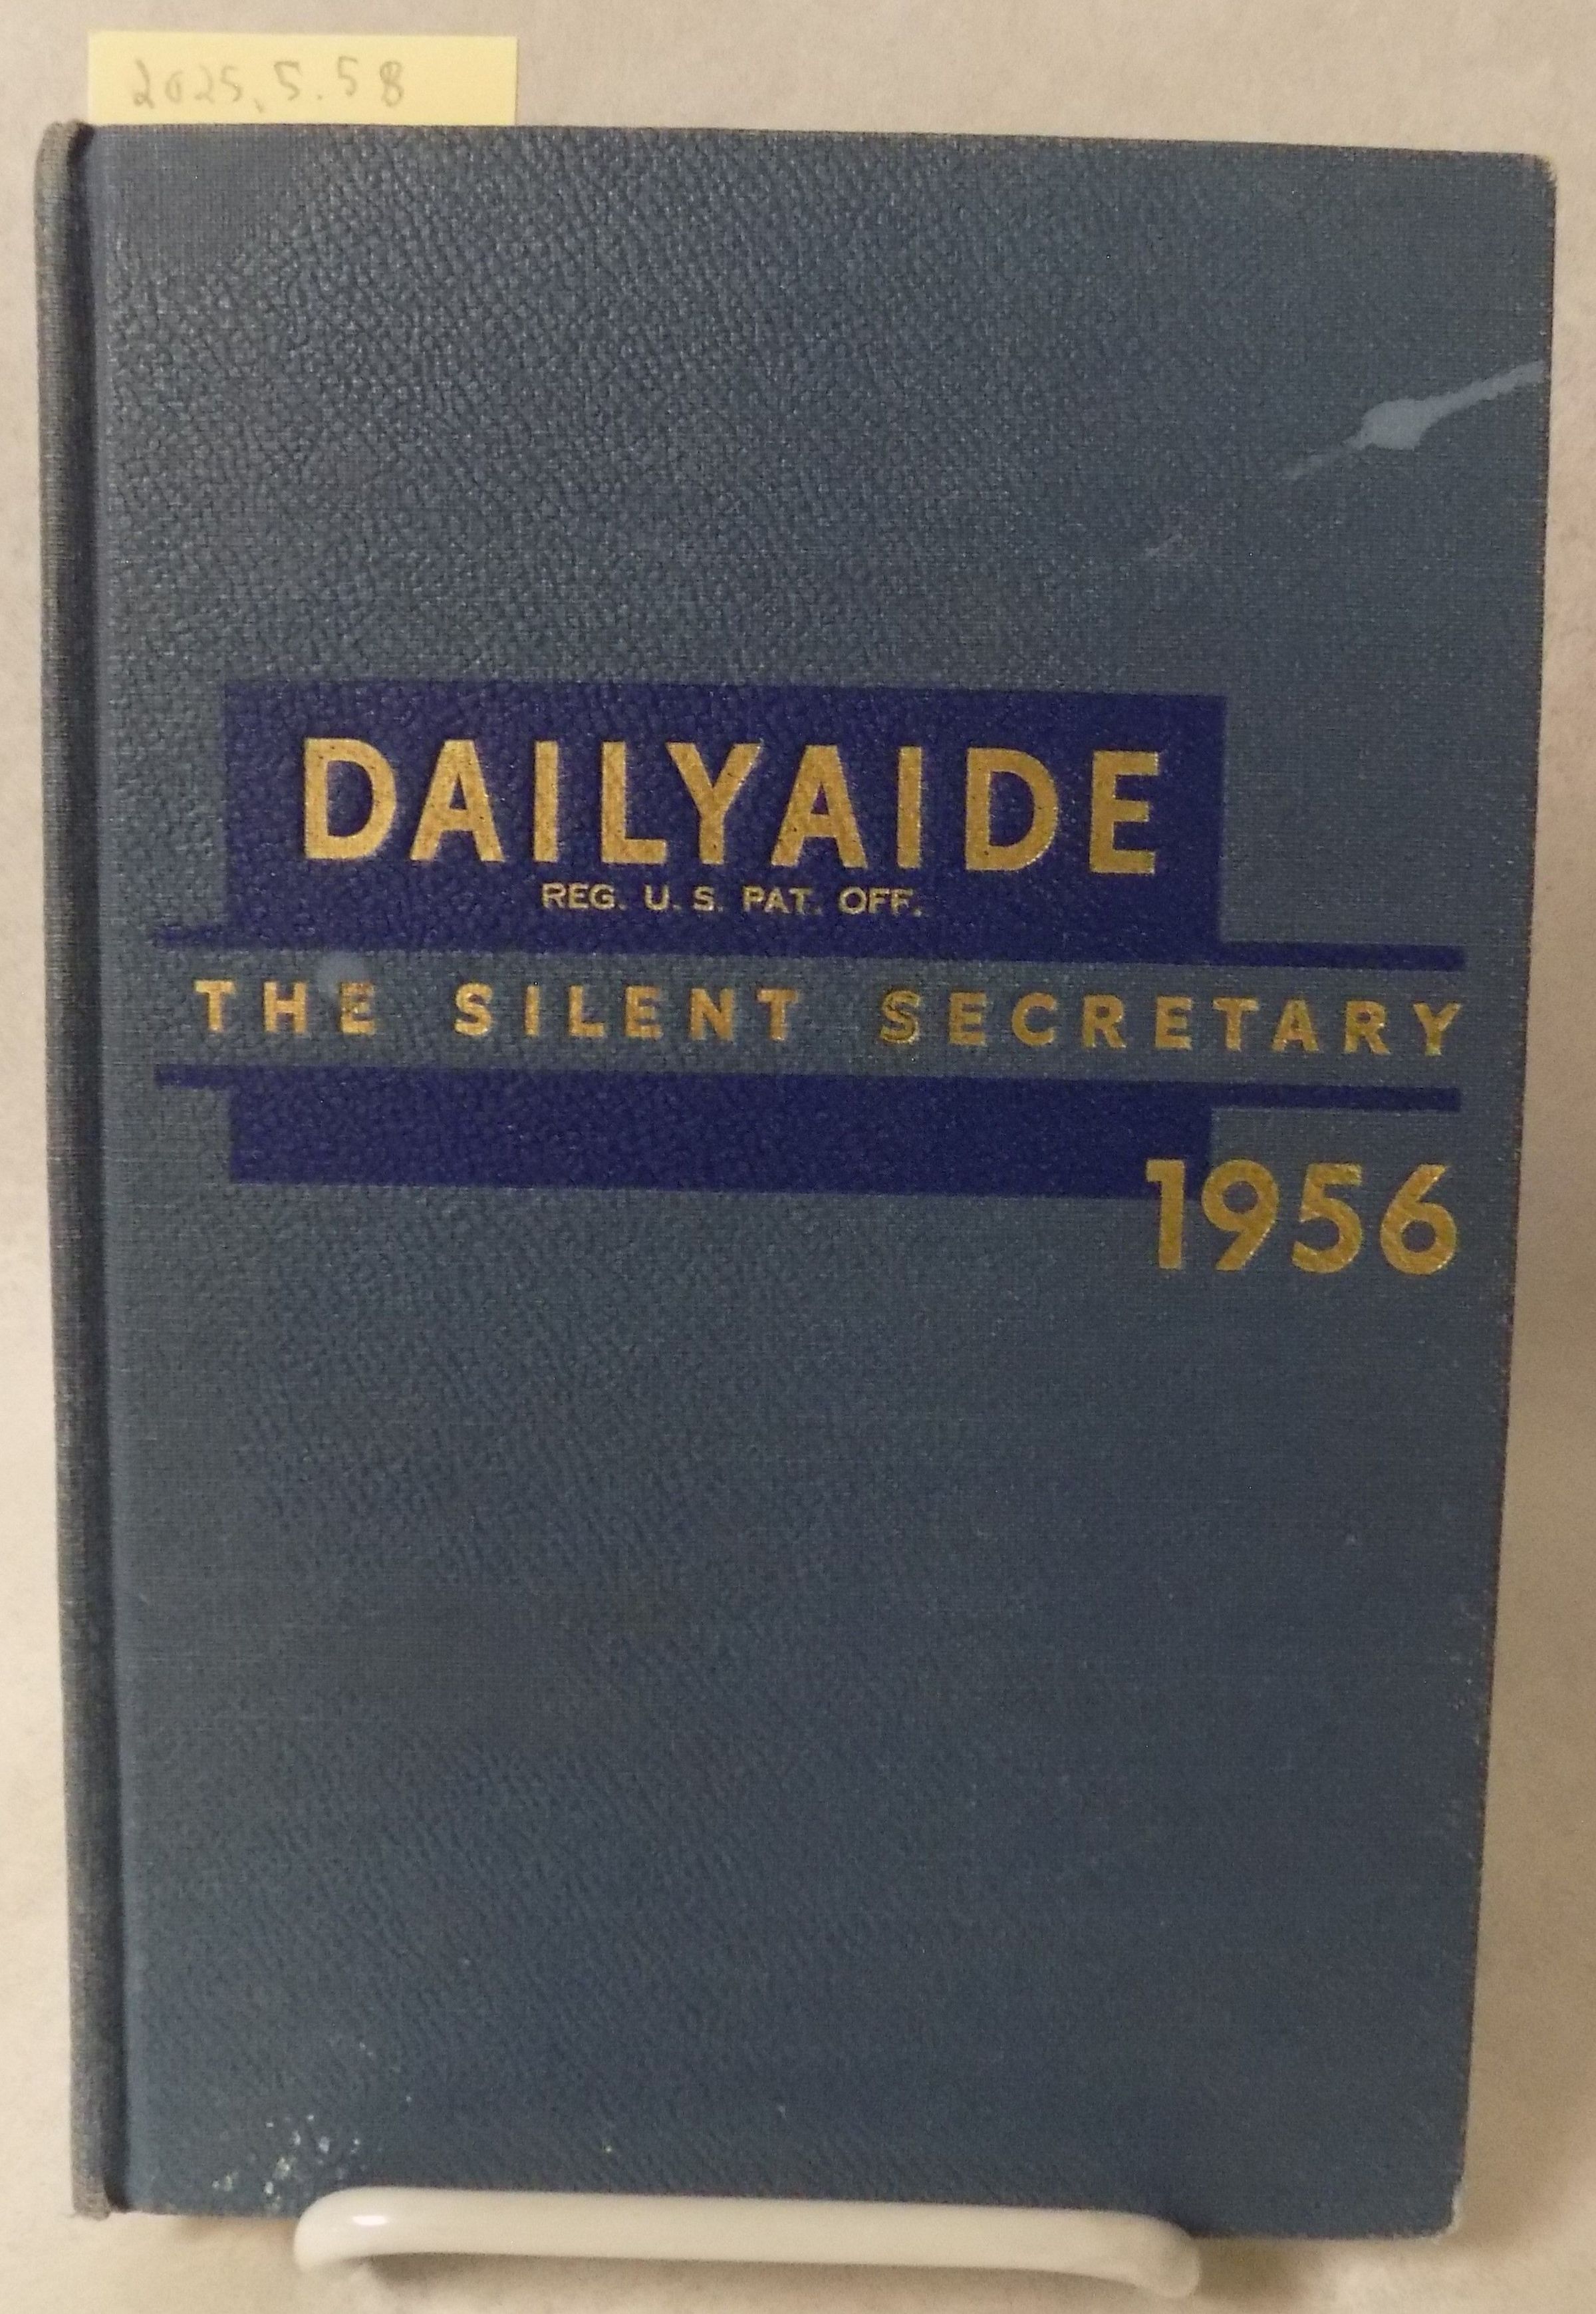 2025.5.58
DAILYAIDE
REG. U.S. PAT. OFF.
THE SILENT SECRETARY
1956